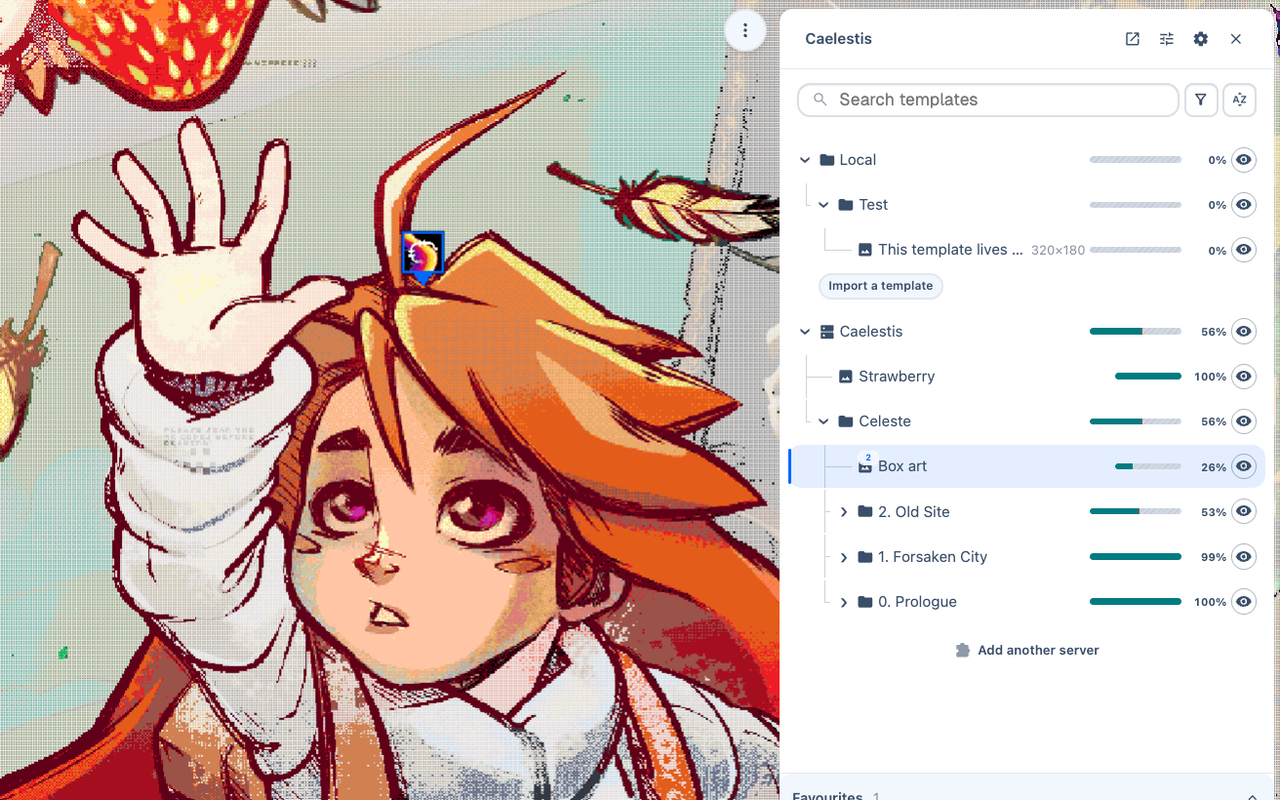 Caelestis
Search templates
Local 0%
Test 0%
This template lives ... 320×180 0%
Import a template
Caelestis 56%
Strawberry 100%
Celeste 56%
2
Box art 26%
2. Old Site 53%
1. Forsaken City 99%
0. Prologue 100%
Add another server
Favourites 1